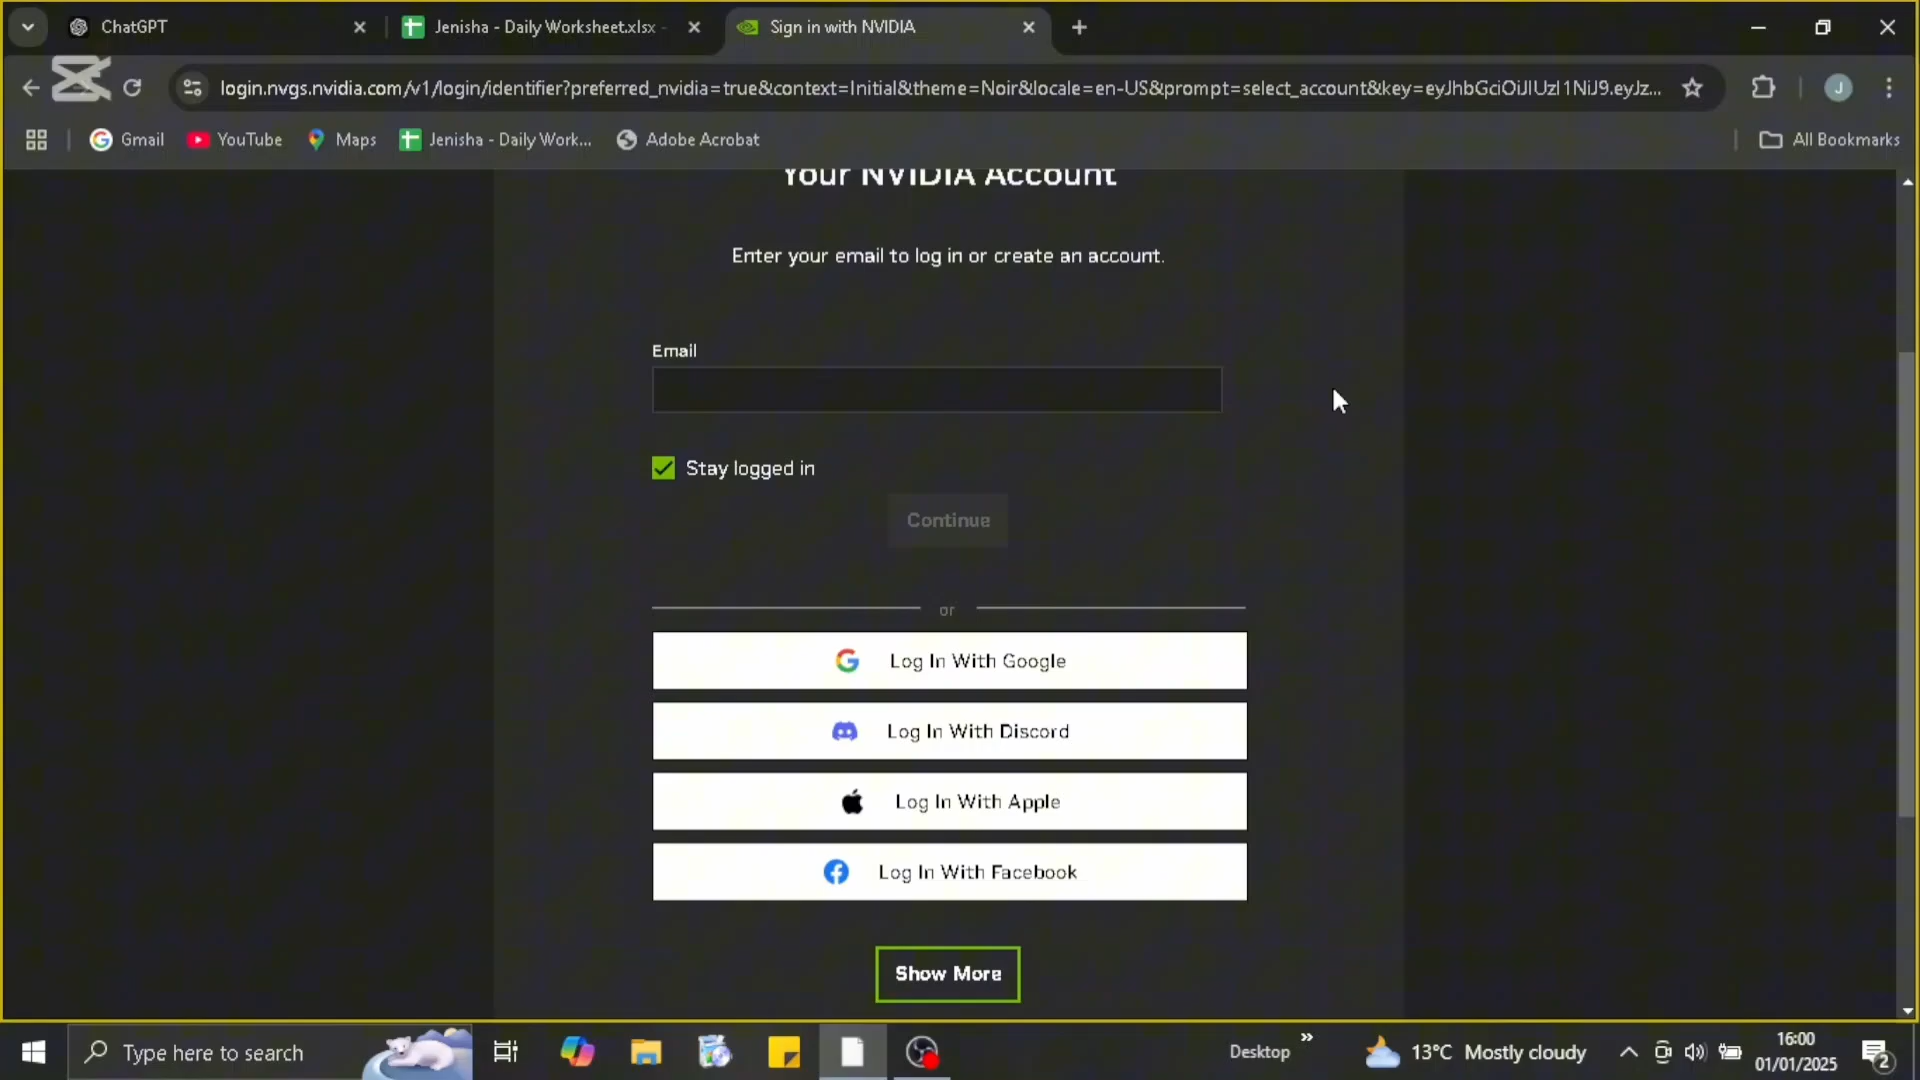 ChatGPT
Jenisha - Daily Worksheet.xlsx -
Sign in with NVIDIA
login.nvgs.nvidia.com/v1/login/identifier?preferred_nvidia=true&context=Initial&theme=Noir&locale=en-US&prompt=select_account&key=eyJhbGciOiJIUzI1NiJ9.eyJz...
J
Gmail
YouTube
Maps
Jenisha - Daily Work...
Adobe Acrobat
All Bookmarks
Your NVIDIA Account
Enter your email to log in or create an account.
Email
Stay logged in
Continue
or
Log In With Google
Log In With Discord
Log In With Apple
Log In With Facebook
Show More
Type here to search
Desktop
13°C Mostly cloudy
16:00
01/01/2025
2